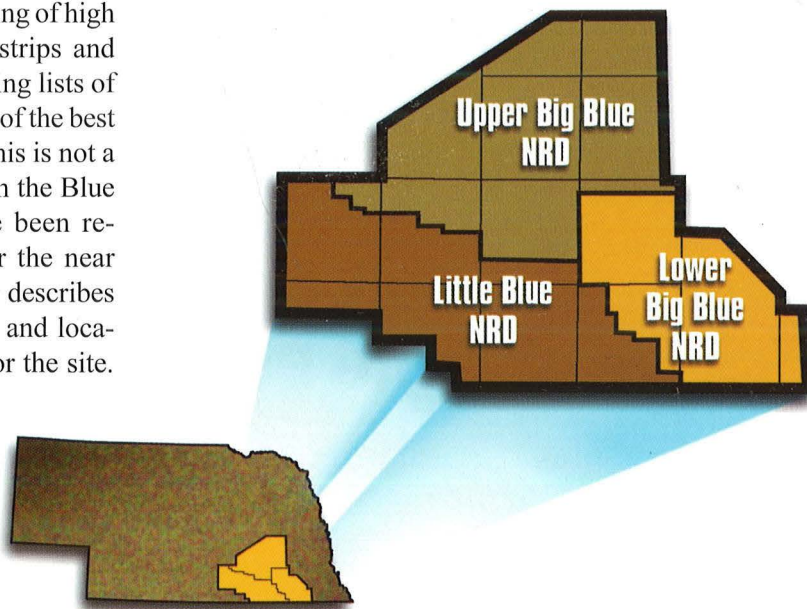 ng of high
strips and
ng lists of
of the best
his is not a
n the Blue
e been re-
r the near
describes
and loca-
or the site.
Upper Big Blue
NRD
Little Blue
NRD
Lower
Big Blue
NRD